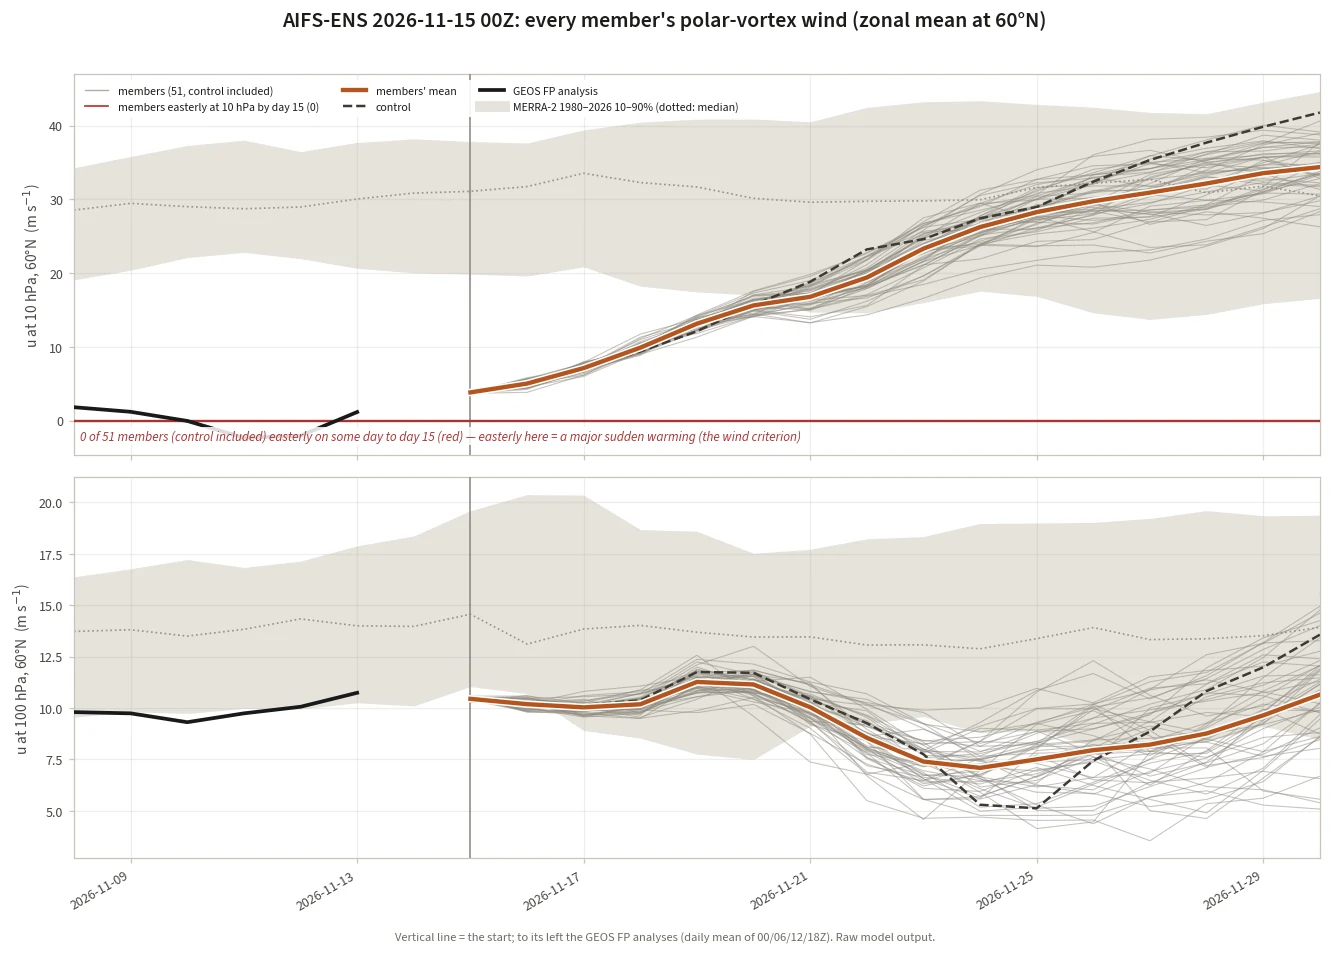 AIFS-ENS 2026-11-15 00Z: every member's polar-vortex wind (zonal mean at 60°N)
members (51, control included)
members easterly at 10 hPa by day 15 (0)
members' mean
control
GEOS FP analysis
MERRA-2 1980–2026 10–90% (dotted: median)
u at 10 hPa, 60°N (m s⁻¹)
40
30
20
10
0
0 of 51 members (control included) easterly on some day to day 15 (red) — easterly here = a major sudden warming (the wind criterion)
u at 100 hPa, 60°N (m s⁻¹)
20.0
17.5
15.0
12.5
10.0
7.5
5.0
2026-11-09
2026-11-13
2026-11-17
2026-11-21
2026-11-25
2026-11-29
Vertical line = the start; to its left the GEOS FP analyses (daily mean of 00/06/12/18Z). Raw model output.